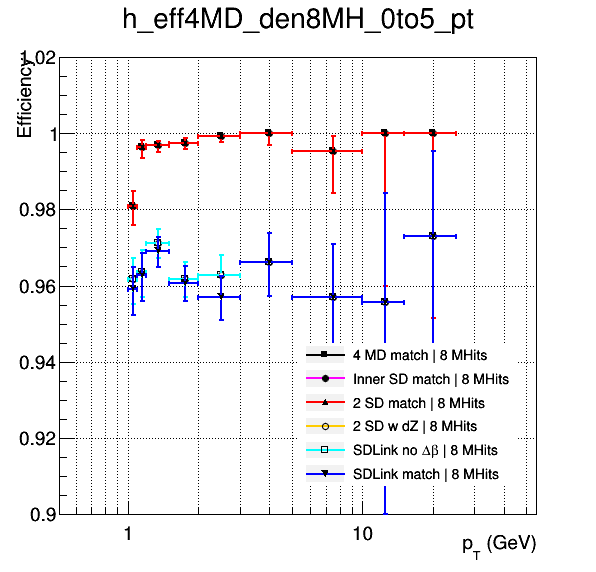 h_eff4MD_den8MH_0to5_pt
Efficiency
1.02
1
0.98
0.96
0.94
0.92
0.9
4 MD match | 8 MHits
Inner SD match | 8 MHits
2 SD match | 8 MHits
2 SD w dZ | 8 MHits
SDLink no Δβ | 8 MHits
SDLink match | 8 MHits
1
10
p_T (GeV)